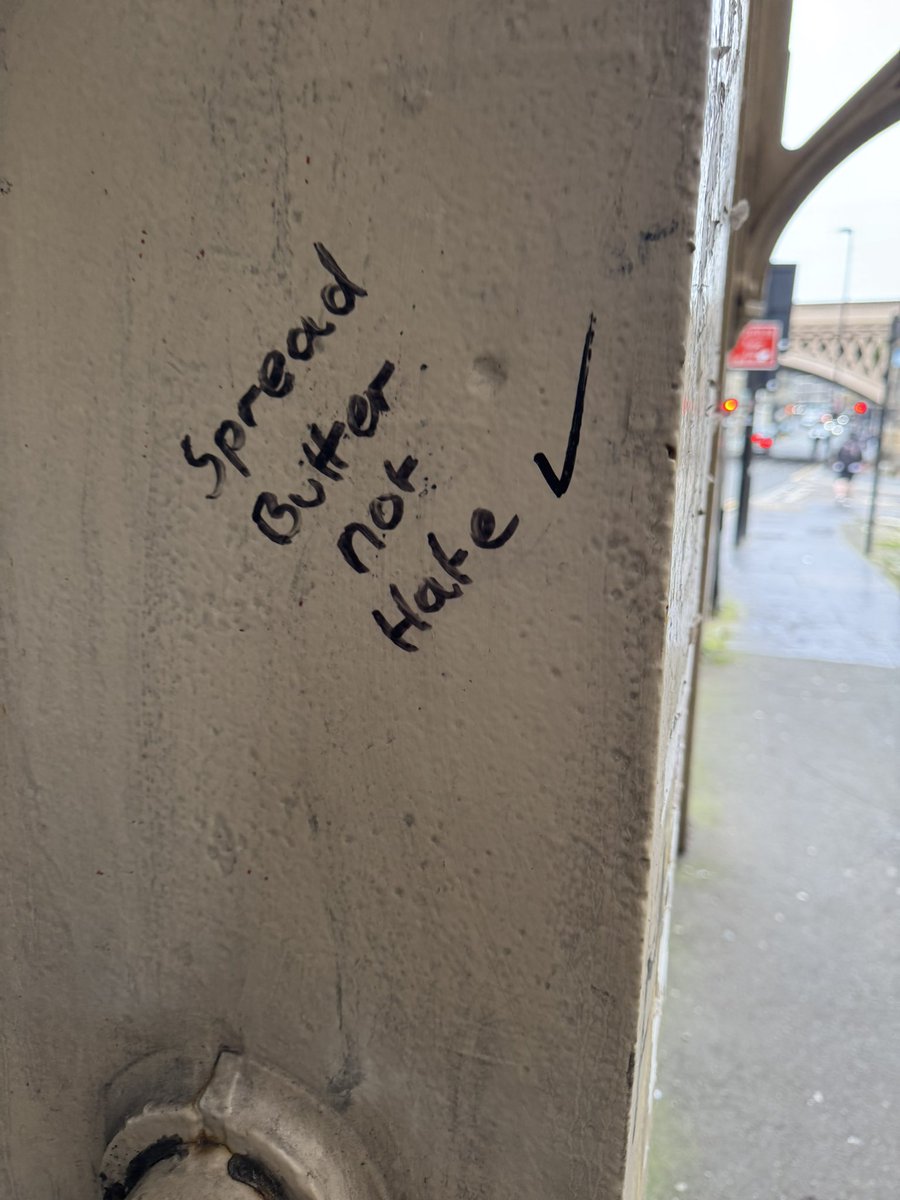 Spread
Butter
not
Hate ✓